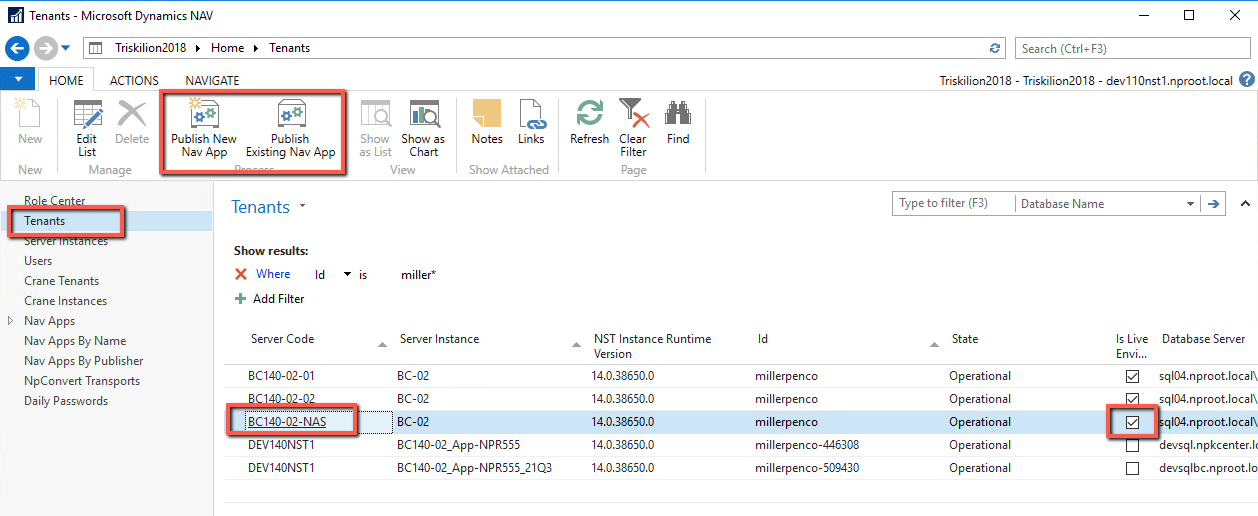 Tenants - Microsoft Dynamics NAV
Triskilion2018 Home Tenants
Search (Ctrl+F3)
HOME ACTIONS NAVIGATE
Triskilion2018 - Triskilion2018 - dev110nst1.nproot.local
New
Edit List
Delete
Publish New Nav App
Publish Existing Nav App
Show as List
Show as Chart
Notes
Links
Refresh
Clear Filter
Find
New Manage Process View Show Attached Page
Role Center
Tenants
Server Instances
Users
Crane Tenants
Crane Instances
Nav Apps
Nav Apps By Name
Nav Apps By Publisher
NpConvert Transports
Daily Passwords
Tenants
Type to filter (F3) Database Name
Show results:
Where Id is miller*
Add Filter
Server Code Server Instance NST Instance Runtime Version Id State Is Live Envi... Database Server
BC140-02-01 BC-02 14.0.38650.0 millerpenco Operational sql04.nproot.local\
BC140-02-02 BC-02 14.0.38650.0 millerpenco Operational sql04.nproot.local\
BC140-02-NAS BC-02 14.0.38650.0 millerpenco Operational sql04.nproot.local\
DEV140NST1 BC140-02_App-NPR555 14.0.38650.0 millerpenco-446308 Operational devsql.npkcenter.lo
DEV140NST1 BC140-02_App-NPR555_21Q3 14.0.38650.0 millerpenco-509430 Operational devsqlbc.nproot.loc